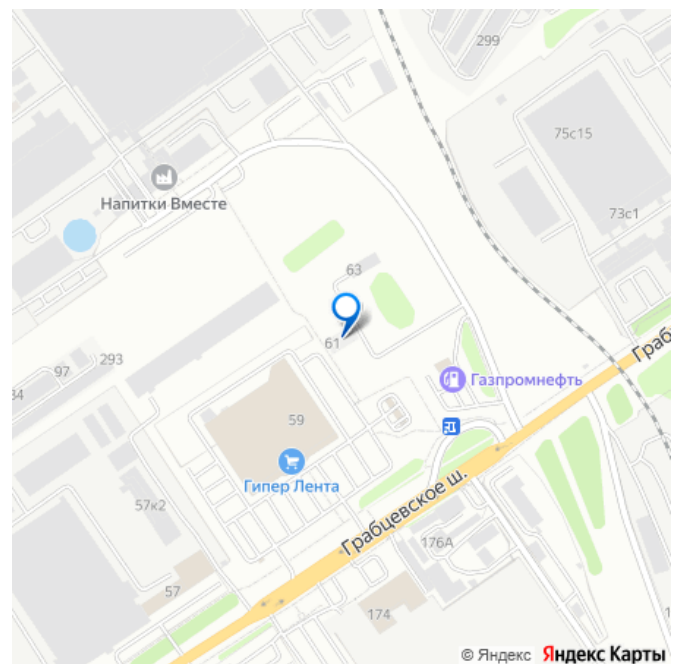 299
75с15
Напитки Вместе
73с1
63
61
293
97
Граб
Газпромнефть
59
Гипер Лента
57к2
Грабцевское ш.
176А
57
174
© Яндекс Яндекс Карты